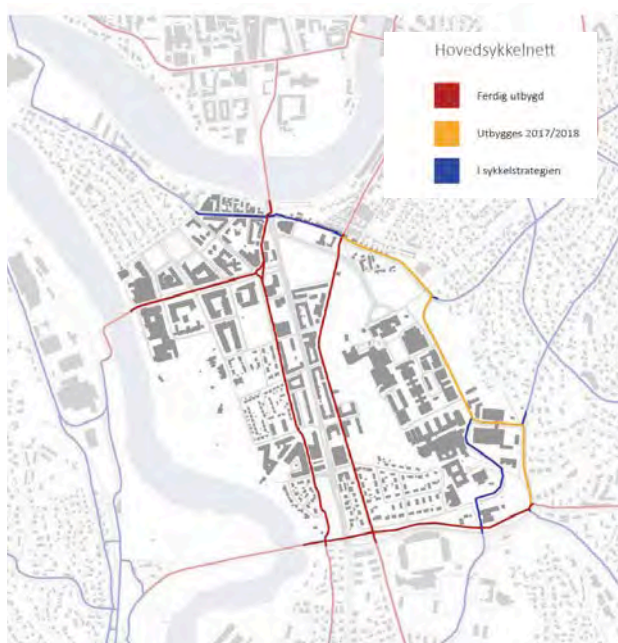 Hovedsykkelnett
Ferdig utbygd
Utbygges 2017/2018
I sykkelstrategien